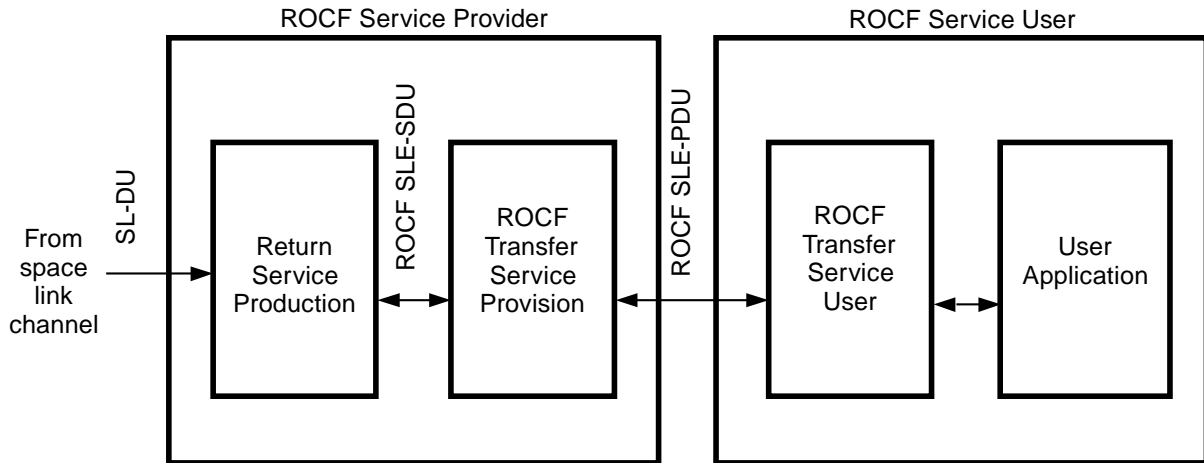 ROCF Service Provider
ROCF Service User
SL-DU
ROCF SLE-SDU
ROCF SLE-PDU
From
space
link
channel
Return
Service
Production
ROCF
Transfer
Service
Provision
ROCF
Transfer
Service
User
User
Application